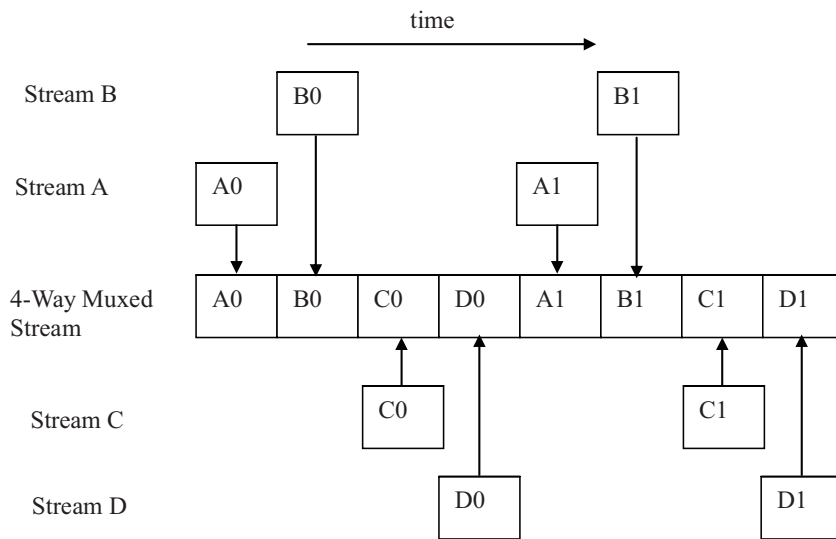 time
Stream B
B0
B1
Stream A
A0
A1
4-Way Muxed
Stream
A0
B0
C0
D0
A1
B1
C1
D1
Stream C
C0
C1
Stream D
D0
D1